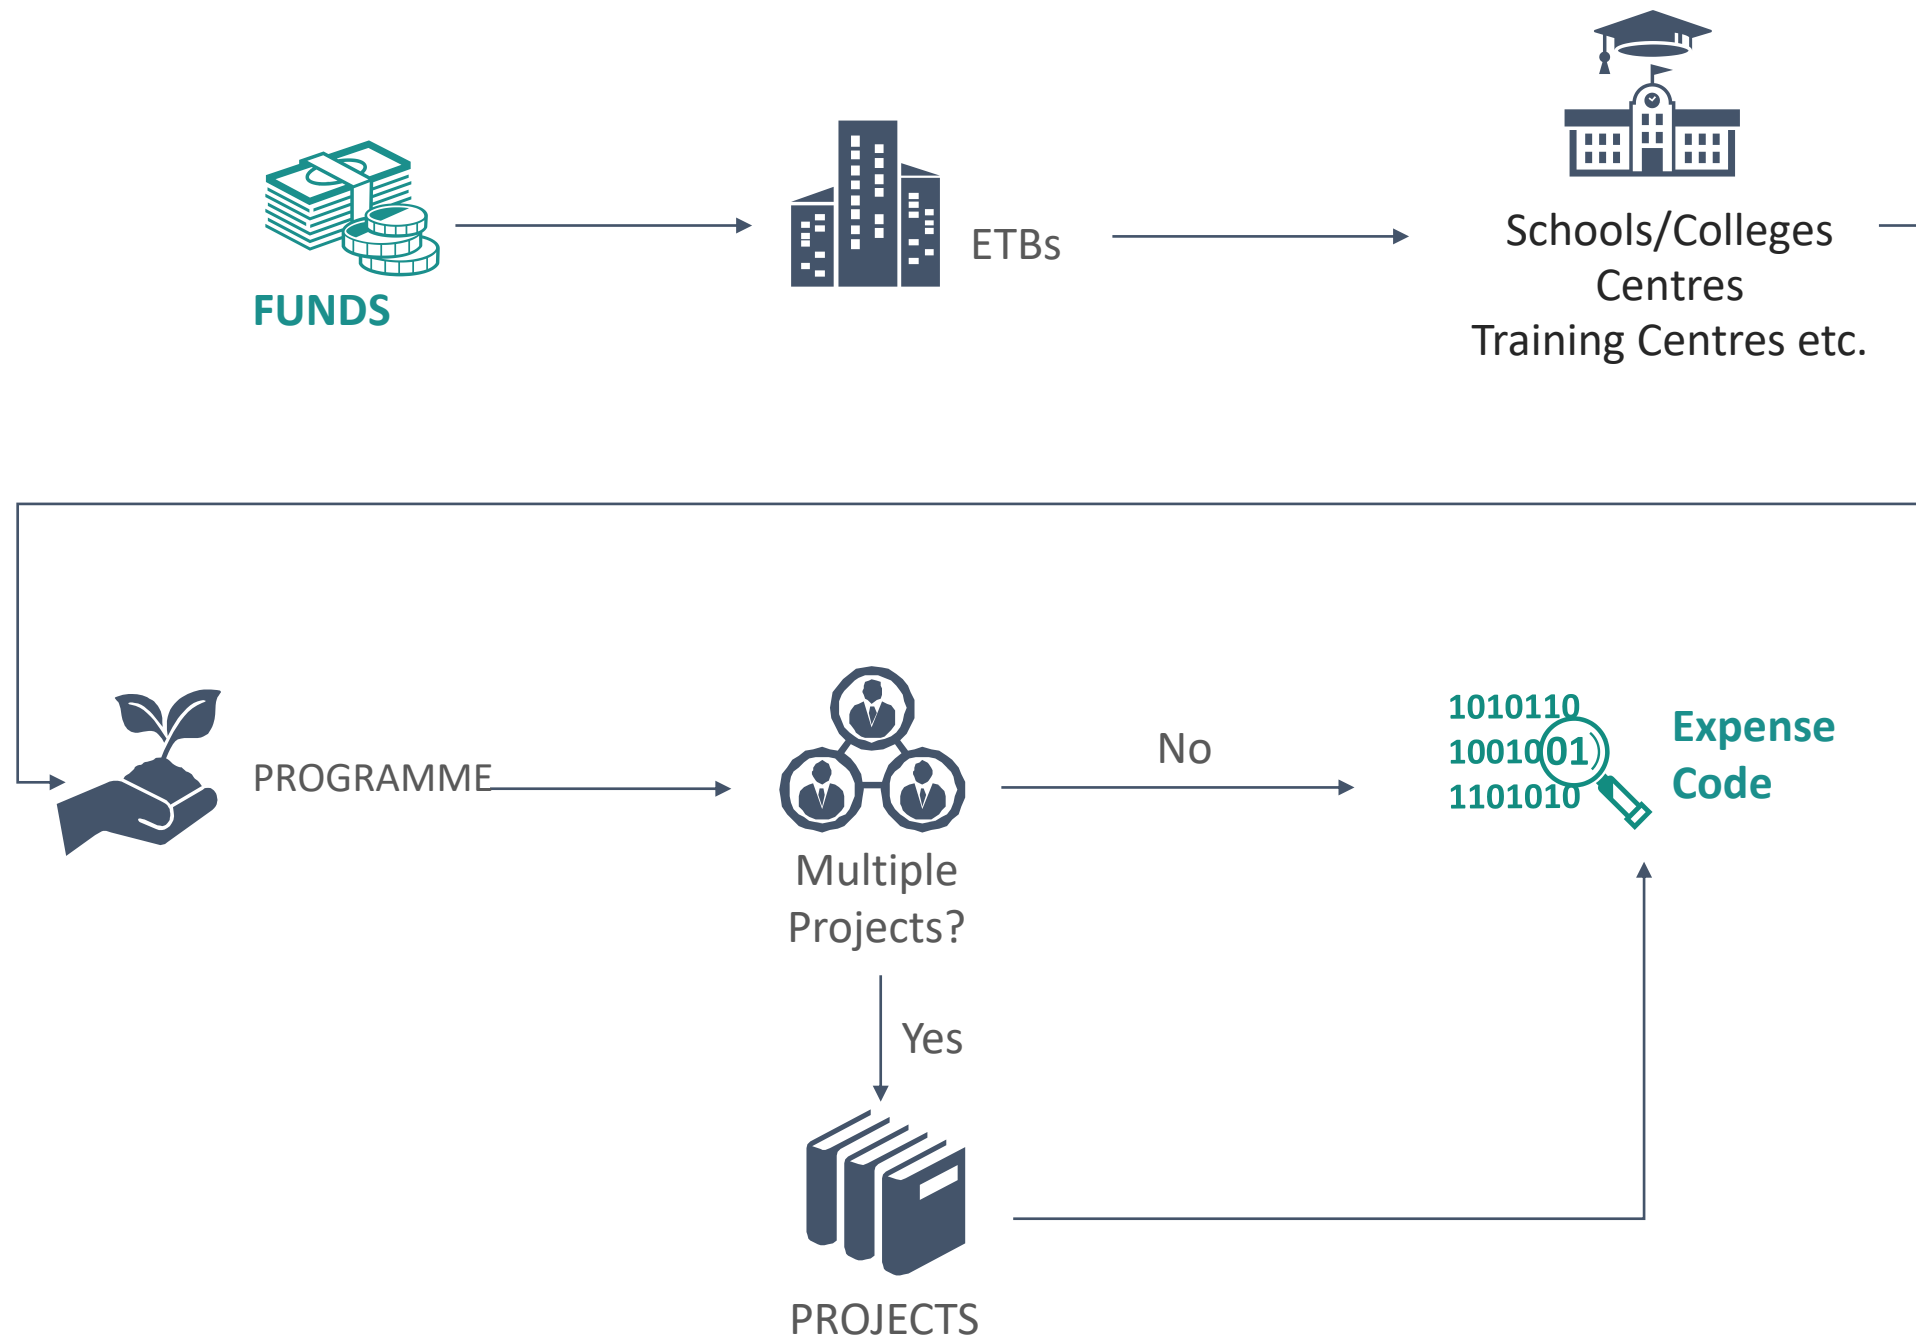 FUNDS
ETBs
Schools/Colleges
Centres
Training Centres etc.
PROGRAMME
Multiple
Projects?
No
1010110
1001001
1101010
Expense
Code
Yes
PROJECTS